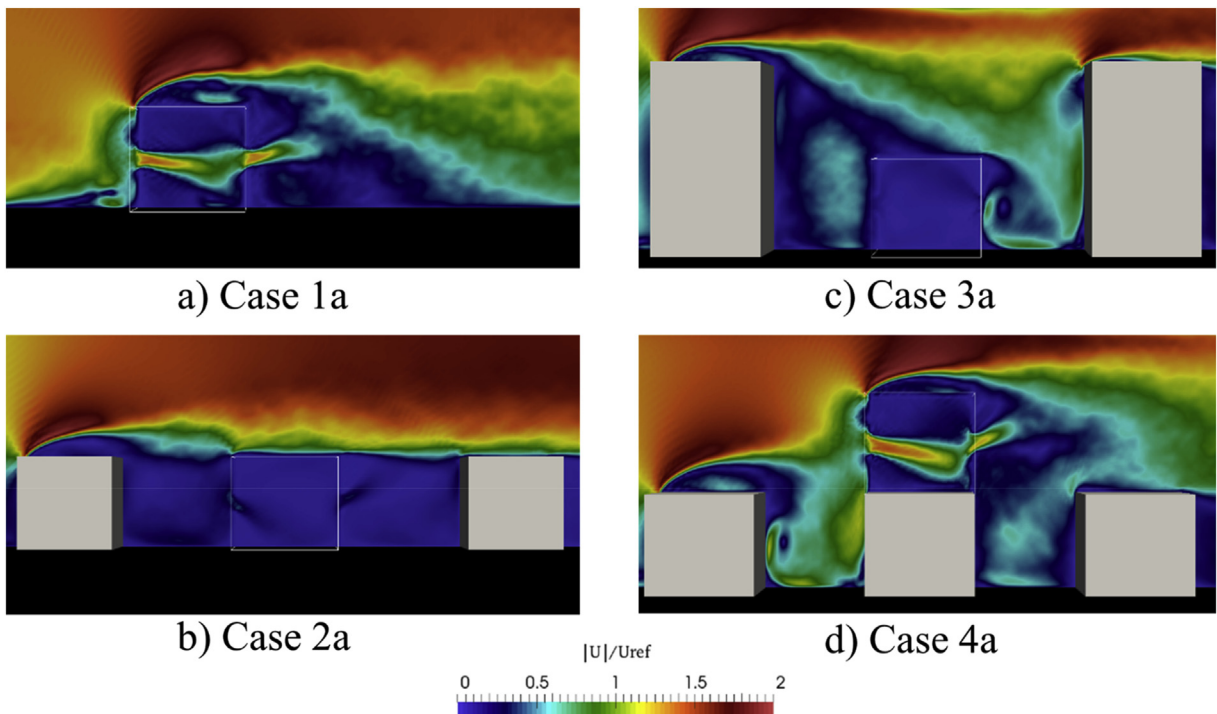 a) Case 1a
c) Case 3a
b) Case 2a
d) Case 4a
|U|/Uref
0 0.5 1 1.5 2